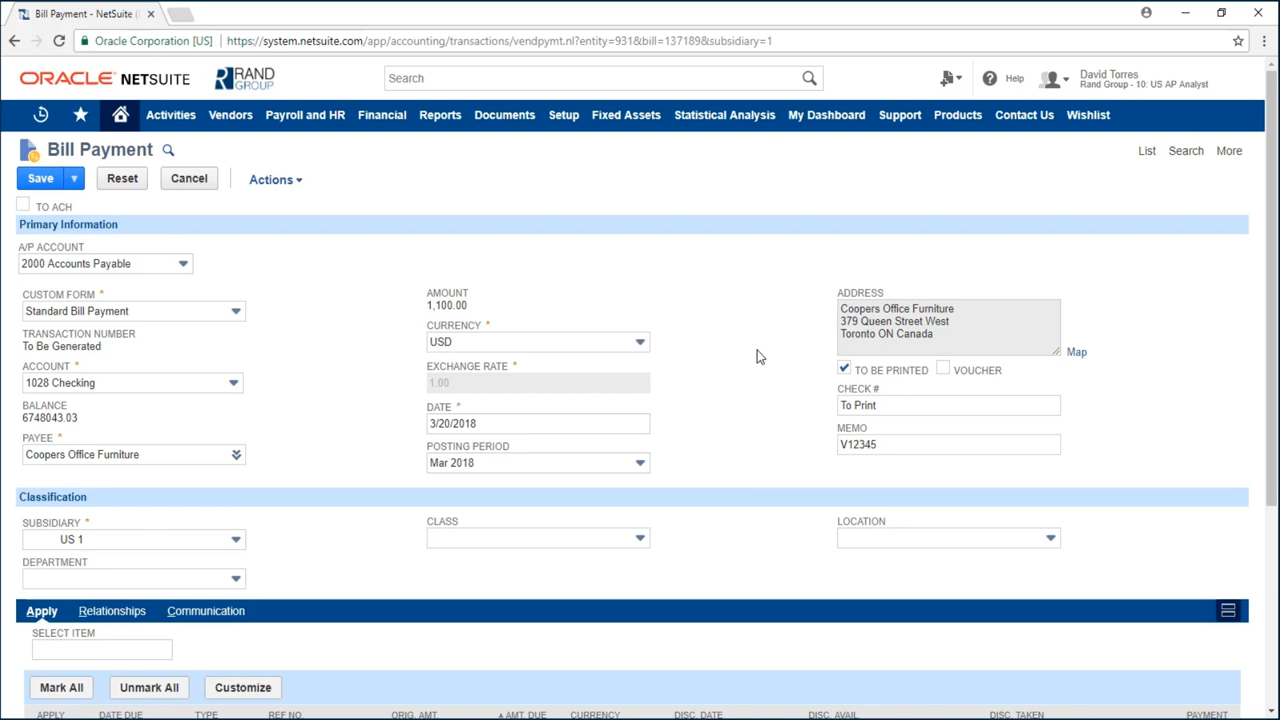 Bill Payment - NetSuite (
Oracle Corporation [US]
https://system.netsuite.com/app/accounting/transactions/vendpymt.nl?entity=931&bill=137189&subsidiary=1
ORACLE NETSUITE
RAND GROUP
Search
Help
David Torres
Rand Group - 10: US AP Analyst
Activities Vendors Payroll and HR Financial Reports Documents Setup Fixed Assets Statistical Analysis My Dashboard Support Products Contact Us Wishlist
Bill Payment
List Search More
Save Reset Cancel Actions
TO ACH
Primary Information
A/P ACCOUNT
2000 Accounts Payable
CUSTOM FORM *
Standard Bill Payment
TRANSACTION NUMBER
To Be Generated
ACCOUNT *
1028 Checking
BALANCE
6748043.03
PAYEE *
Coopers Office Furniture
AMOUNT
1,100.00
CURRENCY *
USD
EXCHANGE RATE *
1.00
DATE *
3/20/2018
POSTING PERIOD
Mar 2018
ADDRESS
Coopers Office Furniture
379 Queen Street West
Toronto ON Canada
Map
TO BE PRINTED VOUCHER
CHECK #
To Print
MEMO
V12345
Classification
SUBSIDIARY *
US 1
DEPARTMENT
CLASS
LOCATION
Apply Relationships Communication
SELECT ITEM
Mark All Unmark All Customize
APPLY DATE DUE TYPE REF NO. ORIG. AMT. ▲ AMT. DUE CURRENCY DISC. DATE DISC. AVAIL. DISC. TAKEN PAYMENT